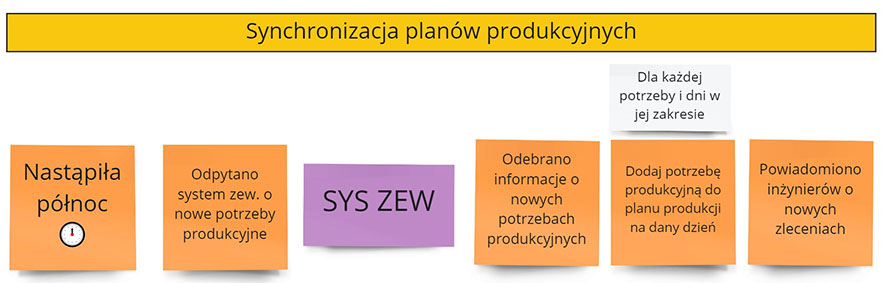 Synchronizacja planów produkcyjnych
Nastąpiła
północ
Odpytano
system zew. o
nowe potrzeby
produkcyjne
SYS ZEW
Odebrano
informacje o
nowych
potrzebach
produkcyjnych
Dla każdej
potrzeby i dni w
jej zakresie
Dodaj potrzebę
produkcyjną do
planu produkcji
na dany dzień
Powiadomiono
inżynierów o
nowych
zleceniach